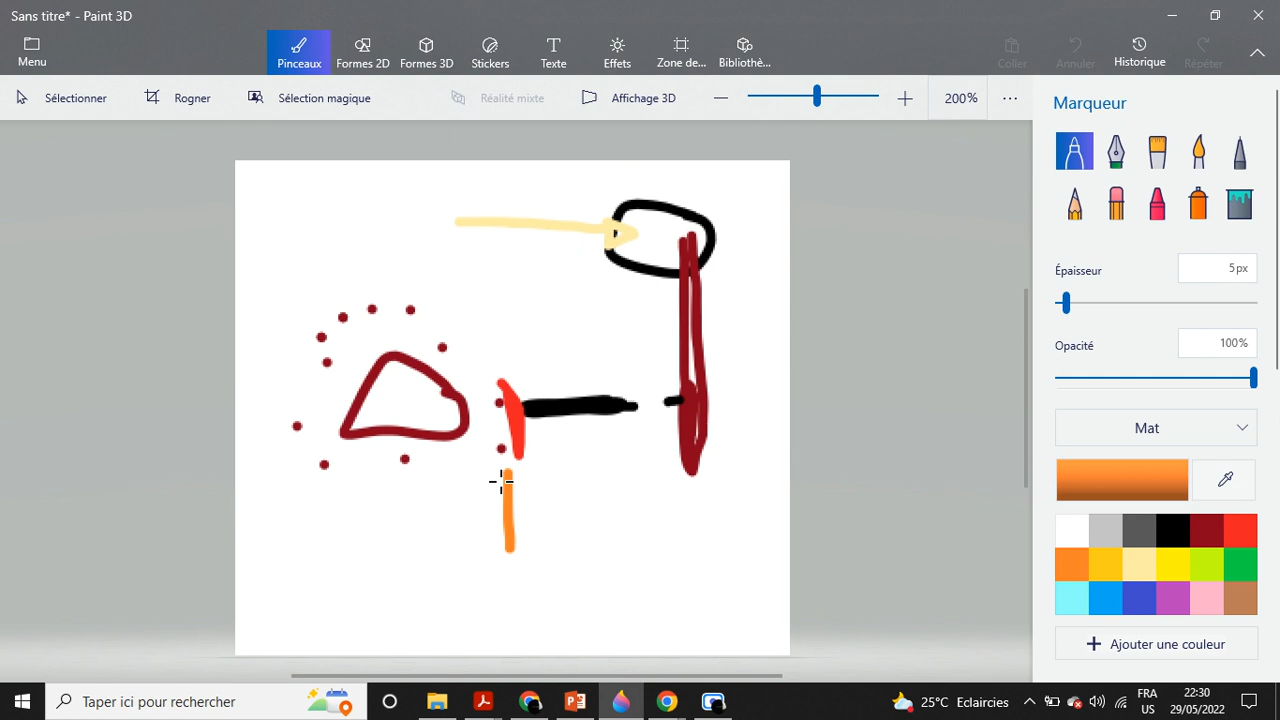 Sans titre* - Paint 3D
Menu
Pinceaux
Formes 2D
Formes 3D
Stickers
Texte
Effets
Zone de...
Bibliothè...
Coller
Annuler
Historique
Répéter
Sélectionner
Rogner
Sélection magique
Réalité mixte
Affichage 3D
200%
Marqueur
Épaisseur
5px
Opacité
100%
Mat
Ajouter une couleur
Taper ici pour rechercher
25°C Eclaircies
FRA
US
22:30
29/05/2022